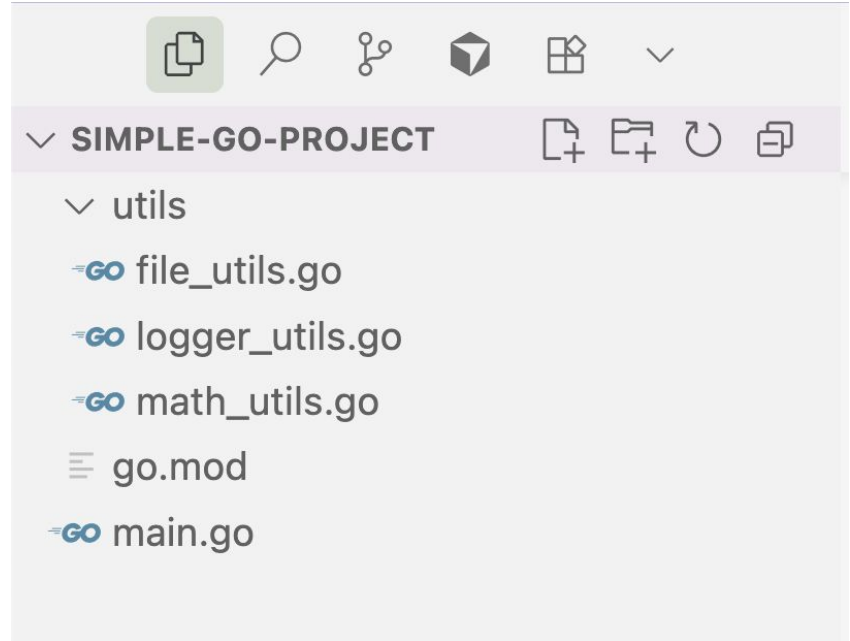 SIMPLE-GO-PROJECT
utils
GO file_utils.go
GO logger_utils.go
GO math_utils.go
go.mod
GO main.go